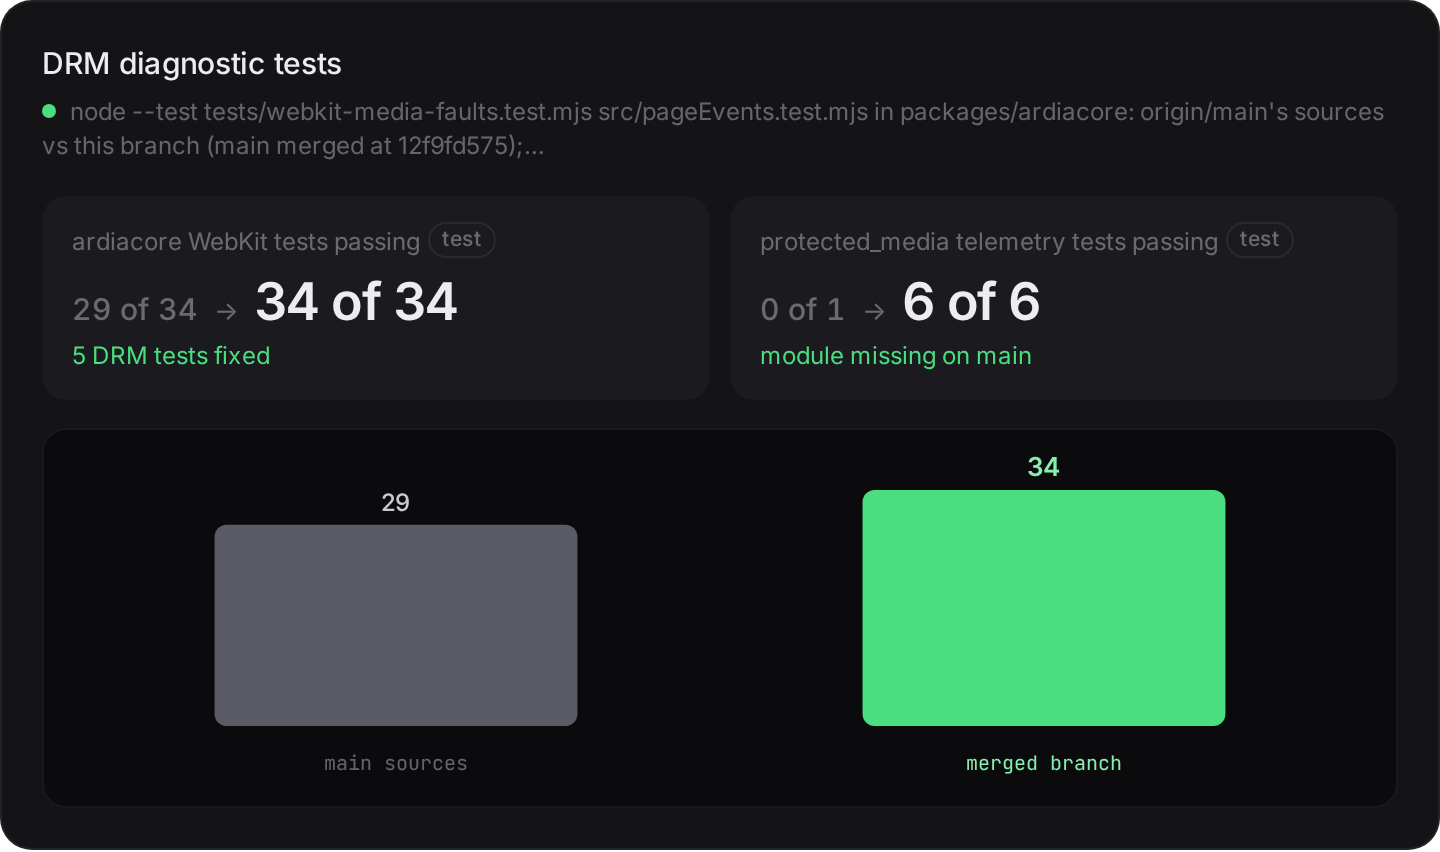 DRM diagnostic tests
node --test tests/webkit-media-faults.test.mjs src/pageEvents.test.mjs in packages/ardiacore: origin/main's sources
vs this branch (main merged at 12f9fd575);...
ardiacore WebKit tests passing test
29 of 34 → 34 of 34
5 DRM tests fixed
protected_media telemetry tests passing test
0 of 1 → 6 of 6
module missing on main
29
34
main sources
merged branch